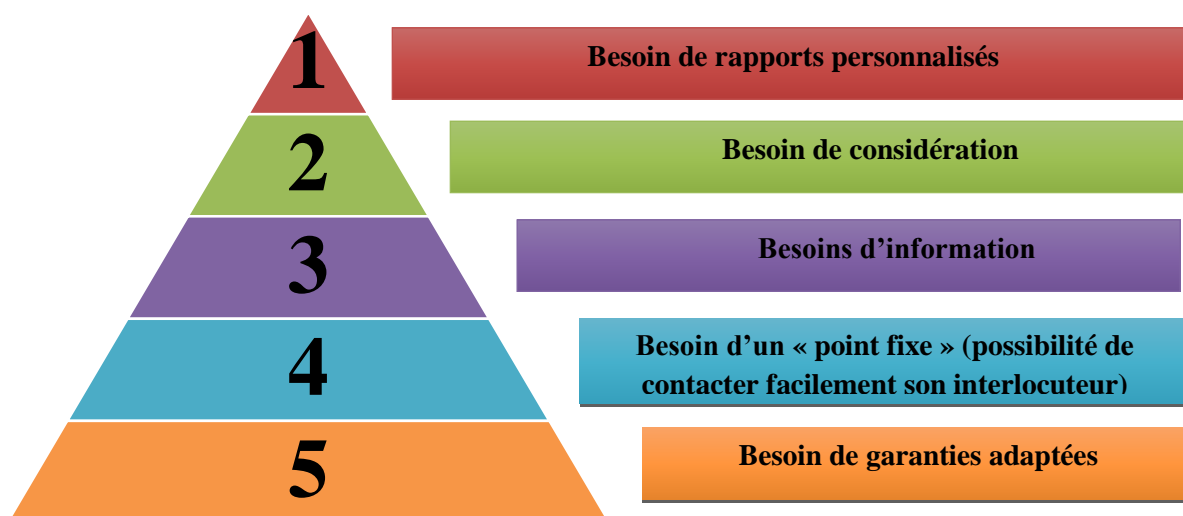 1
Besoin de rapports personnalisés
2
Besoin de considération
3
Besoins d’information
4
Besoin d’un « point fixe » (possibilité de
contacter facilement son interlocuteur)
5
Besoin de garanties adaptées